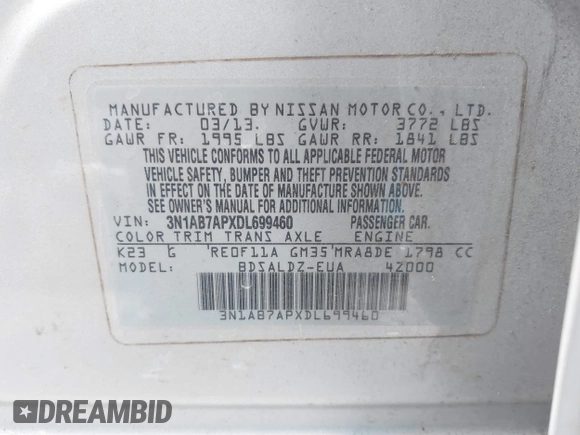 MANUFACTURED BY NISSAN MOTOR CO., LTD.
DATE: 03/13. GVWR: 3772 LBS
GAWR FR: 1995 LBS GAWR RR: 1841 LBS
THIS VEHICLE CONFORMS TO ALL APPLICABLE FEDERAL MOTOR
VEHICLE SAFETY, BUMPER AND THEFT PREVENTION STANDARDS
IN EFFECT ON THE DATE OF MANUFACTURE SHOWN ABOVE.
SEE OWNER'S MANUAL FOR ADDITIONAL INFORMATION.
VIN: 3N1AB7APXDL699460 PASSENGER CAR.
COLOR TRIM TRANS AXLE ENGINE
K23 G RE0F11A GM35 MRA8DE 1798 CC
MODEL: BDSALDZ-EUA 4Z000
3N1AB7APXDL699460
DREAMBID